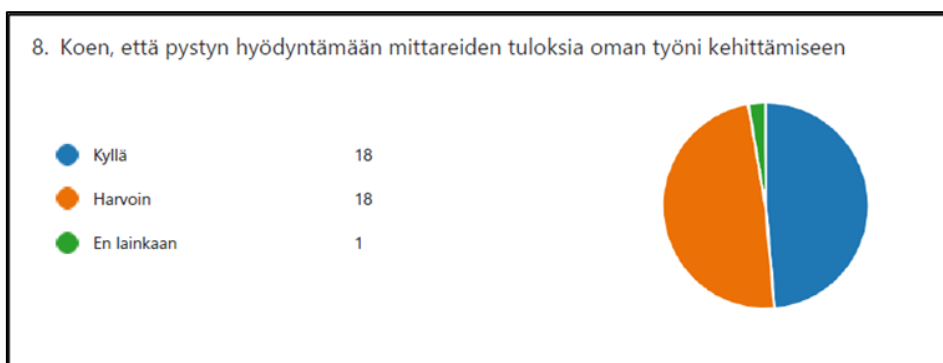 8. Koen, että pystyn hyödyntämään mittareiden tuloksia oman työni kehittämiseen
Kyllä 18
Harvoin 18
En lainkaan 1